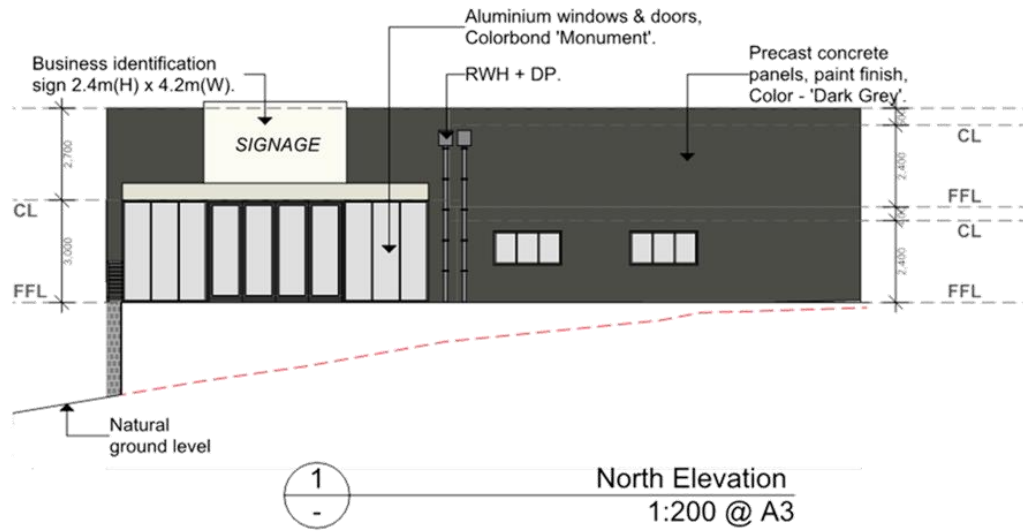 Aluminium windows & doors,
Colorbond 'Monument'.
Business identification
sign 2.4m(H) x 4.2m(W).
RWH + DP.
Precast concrete
panels, paint finish,
Color - 'Dark Grey'.
SIGNAGE
2,700
CL
3,000
FFL
CL
2,400
FFL
CL
2,400
FFL
Natural
ground level
1
-
North Elevation
1:200 @ A3